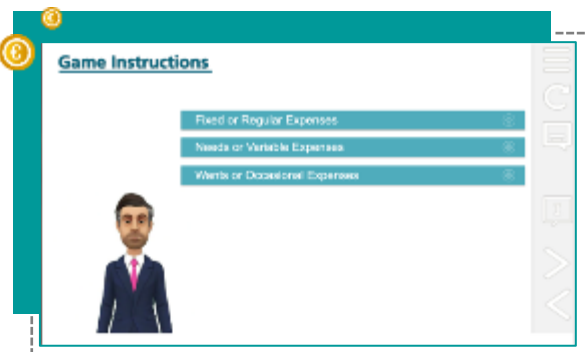 Game Instructions
Fixed or Regular Expenses
Needs or Variable Expenses
Wants or Occasional Expenses